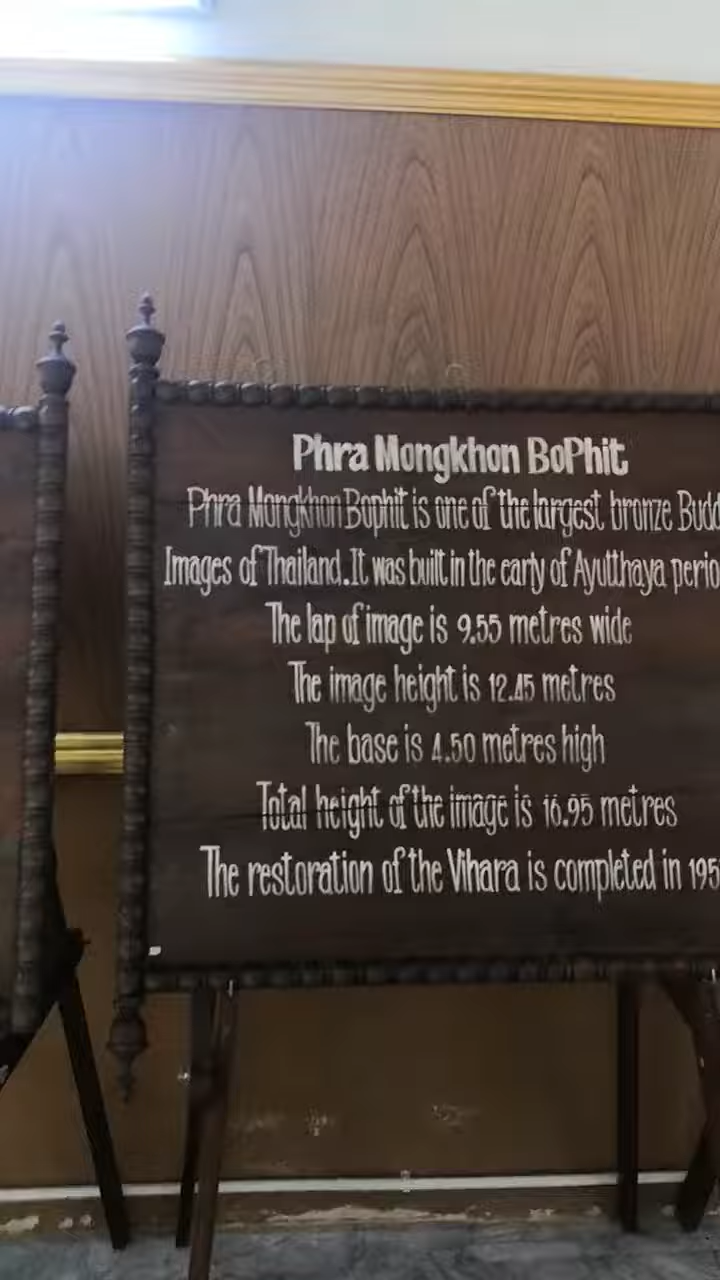 Phra Mongkhon BoPhit
Phra Mongkhon Bophit is one of the largest bronze Budd
Images of Thailand. It was built in the early of Ayutthaya perio
The lap of image is 9.55 metres wide
The image height is 12.45 metres
The base is 4.50 metres high
Total height of the image is 16.95 metres
The restoration of the Vihara is completed in 195